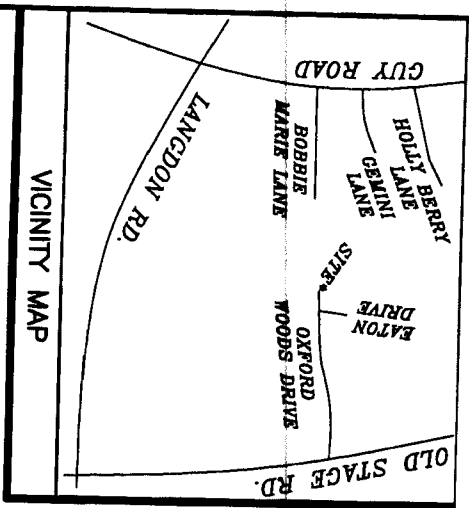 GUY ROAD
HOLLY BERRY
LANE
GEMINI
LANE
BOBBIE
MARIE LANE
LANGDON RD.
SITE
EATON
DRIVE
OXFORD
WOODS DRIVE
OLD STAGE RD.
VICINITY MAP